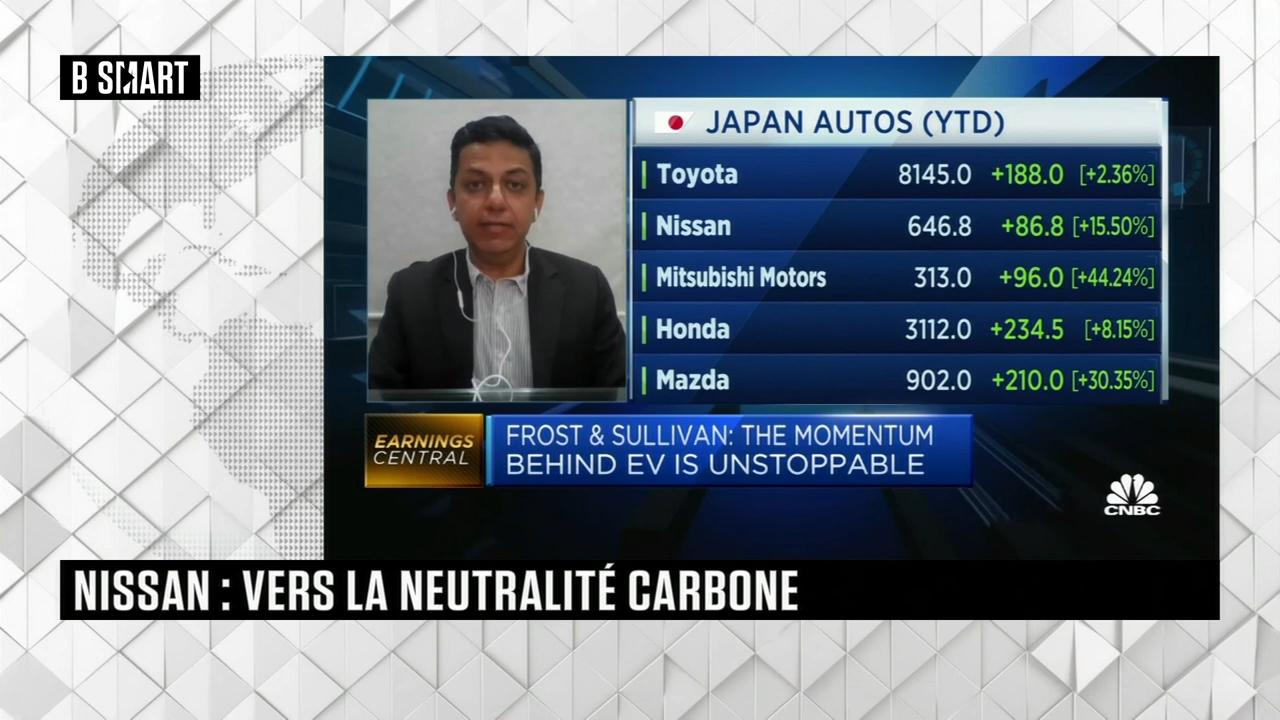 B SMART
JAPAN AUTOS (YTD)
Toyota 8145.0 +188.0 [+2.36%]
Nissan 646.8 +86.8 [+15.50%]
Mitsubishi Motors 313.0 +96.0 [+44.24%]
Honda 3112.0 +234.5 [+8.15%]
Mazda 902.0 +210.0 [+30.35%]
EARNINGS
CENTRAL
FROST & SULLIVAN: THE MOMENTUM
BEHIND EV IS UNSTOPPABLE
CNBC
NISSAN : VERS LA NEUTRALITÉ CARBONE